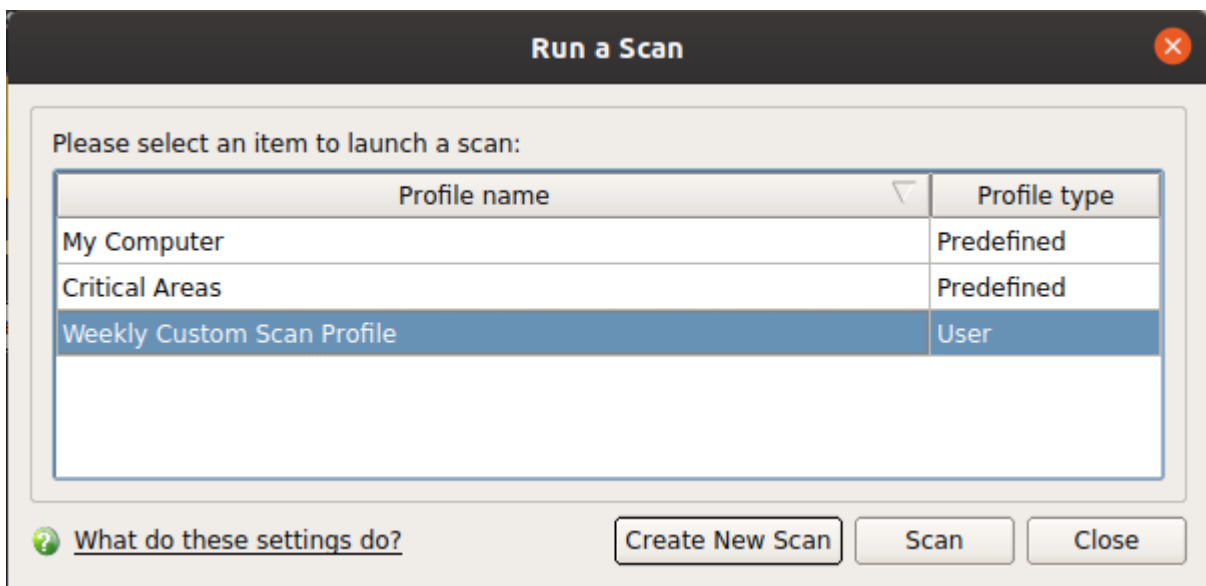 Run a Scan
Please select an item to launch a scan:
Profile name Profile type
My Computer Predefined
Critical Areas Predefined
Weekly Custom Scan Profile User
What do these settings do? Create New Scan Scan Close